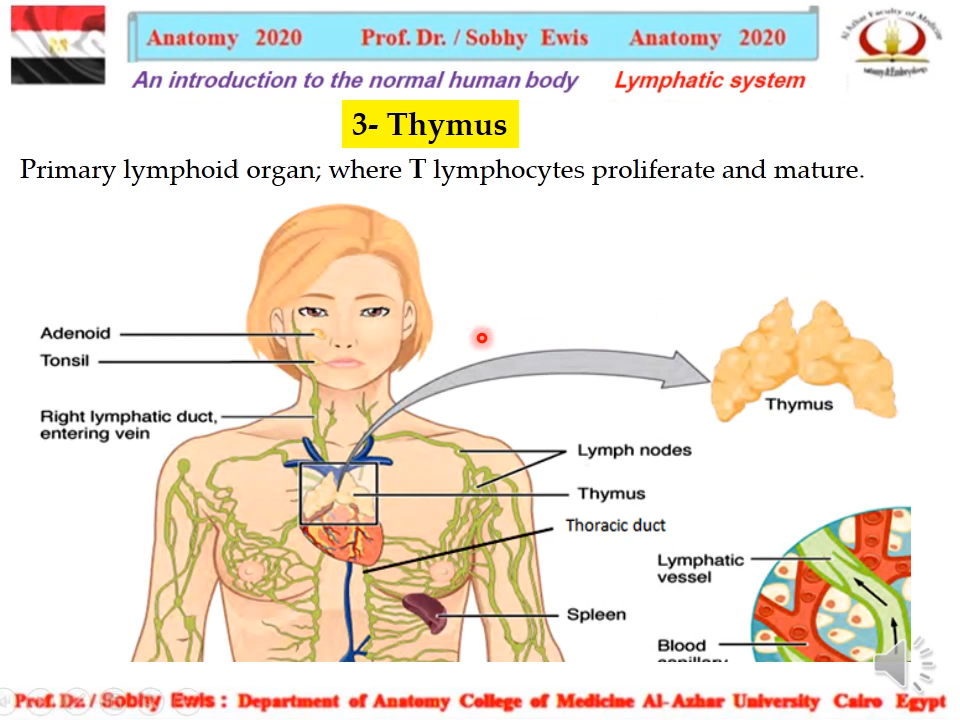 Anatomy 2020 Prof. Dr. / Sobhy Ewis Anatomy 2020
An introduction to the normal human body Lymphatic system
3- Thymus
Primary lymphoid organ; where T lymphocytes proliferate and mature.
Adenoid
Tonsil
Right lymphatic duct,
entering vein
Thymus
Lymph nodes
Thymus
Thoracic duct
Lymphatic
vessel
Spleen
Blood
Prof. Dr. / Sobhy Ewis : Department of Anatomy College of Medicine Al-Azhar University Cairo Egypt